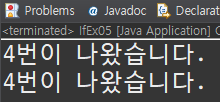 Problems @ Javadoc Declarat
<terminated> IfEx05 [Java Application] C
4번이 나왔습니다.
4번이 나왔습니다.